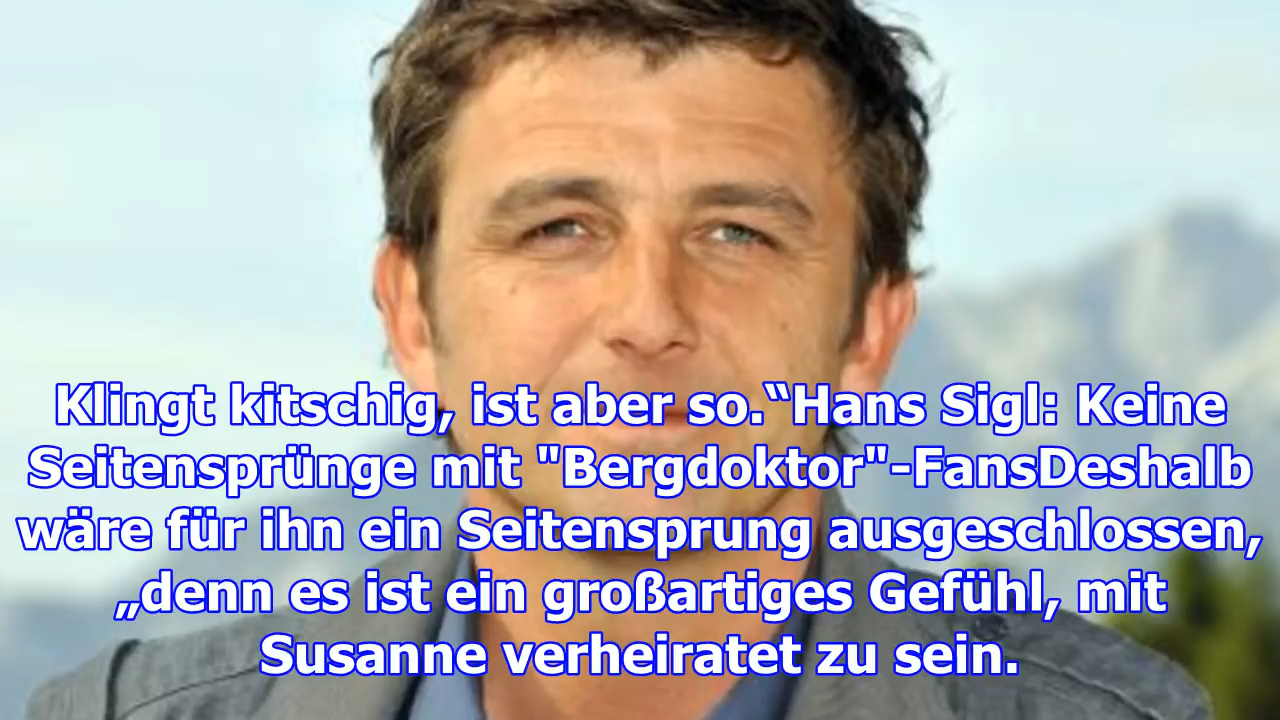 Klingt kitschig, ist aber so.“Hans Sigl: Keine
Seitensprünge mit "Bergdoktor"-FansDeshalb
wäre für ihn ein Seitensprung ausgeschlossen,
„denn es ist ein großartiges Gefühl, mit
Susanne verheiratet zu sein.